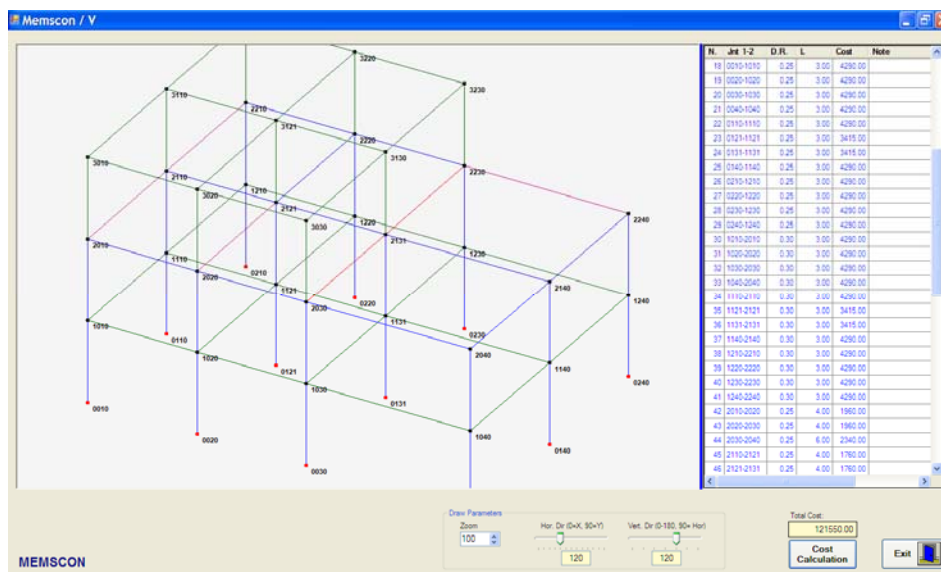 Memscon / V
3220
3230
3110
2210
3121
3130
2220
3010
2110
1210
3020
2121
2230
3030
1220
2240
2010
1110
2020
2131
1230
0210
1121
2140
2030
1131
1240
0220
1010
0110
0230
1020
2040
0121
1140
1030
0240
0010
0131
0020
1040
0140
0030
N. Jnt 1-2 D.R. L Cost Note
18 0010-1010 0.25 3.00 4290.00
19 0020-1020 0.25 3.00 4290.00
20 0030-1030 0.25 3.00 4290.00
21 0040-1040 0.25 3.00 4290.00
22 0110-1110 0.25 3.00 4290.00
23 0121-1121 0.25 3.00 3415.00
24 0131-1131 0.25 3.00 3415.00
25 0140-1140 0.25 3.00 4290.00
26 0210-1210 0.25 3.00 4290.00
27 0220-1220 0.25 3.00 4290.00
28 0230-1230 0.25 3.00 4290.00
29 0240-1240 0.25 3.00 4290.00
30 1010-2010 0.30 3.00 4290.00
31 1020-2020 0.30 3.00 4290.00
32 1030-2030 0.30 3.00 4290.00
33 1040-2040 0.30 3.00 4290.00
34 1110-2110 0.30 3.00 4290.00
35 1121-2121 0.30 3.00 3415.00
36 1131-2131 0.30 3.00 3415.00
37 1140-2140 0.30 3.00 4290.00
38 1210-2210 0.30 3.00 4290.00
39 1220-2220 0.30 3.00 4290.00
40 1230-2230 0.30 3.00 4290.00
41 1240-2240 0.30 3.00 4290.00
42 2010-2020 0.25 4.00 1960.00
43 2020-2030 0.25 4.00 1960.00
44 2030-2040 0.25 6.00 2340.00
45 2110-2121 0.25 4.00 1760.00
46 2121-2131 0.25 4.00 1760.00
Draw Parameters
Zoom
100
Hor. Dir (0=X, 90=Y)
120
Vert. Dir (0-180, 90= Hor)
120
Total Cost:
121550.00
Cost
Calculation
Exit
MEMSCON